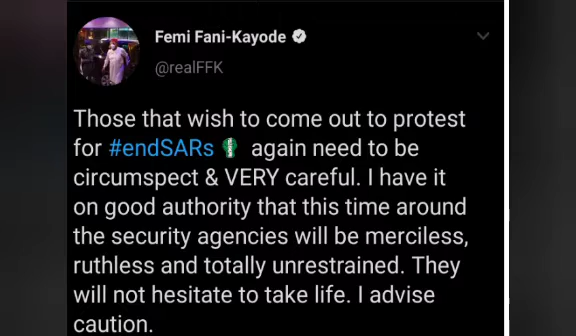 Femi Fani-Kayode
@realFFK
Those that wish to come out to protest
for #endSARs again need to be
circumspect & VERY careful. I have it
on good authority that this time around
the security agencies will be merciless,
ruthless and totally unrestrained. They
will not hesitate to take life. I advise
caution.